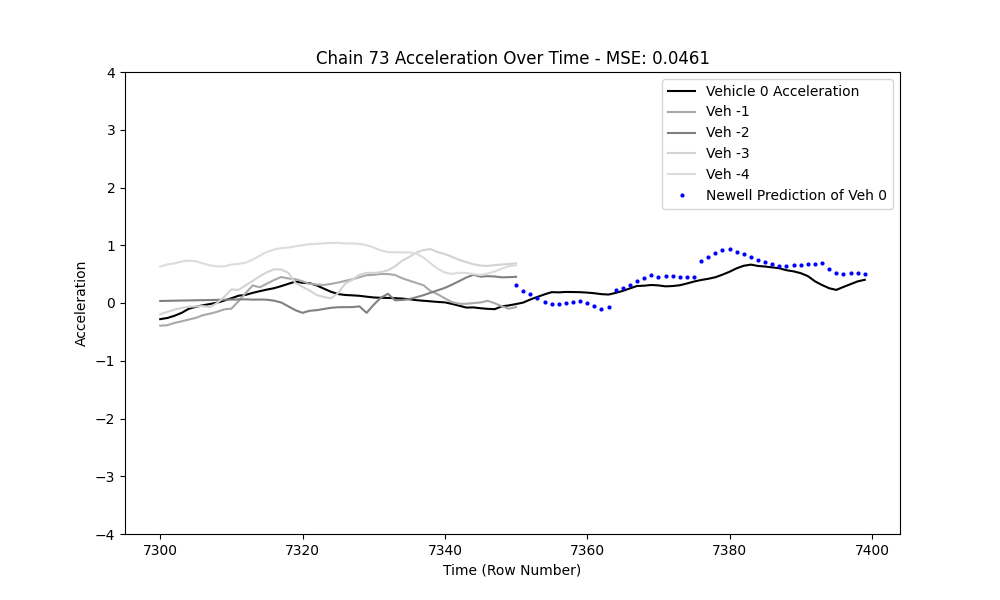 Chain 73 Acceleration Over Time - MSE: 0.0461
Vehicle 0 Acceleration
Veh -1
Veh -2
Veh -3
Veh -4
Newell Prediction of Veh 0
Acceleration
4
3
2
1
0
−1
−2
−3
−4
7300
7320
7340
7360
7380
7400
Time (Row Number)